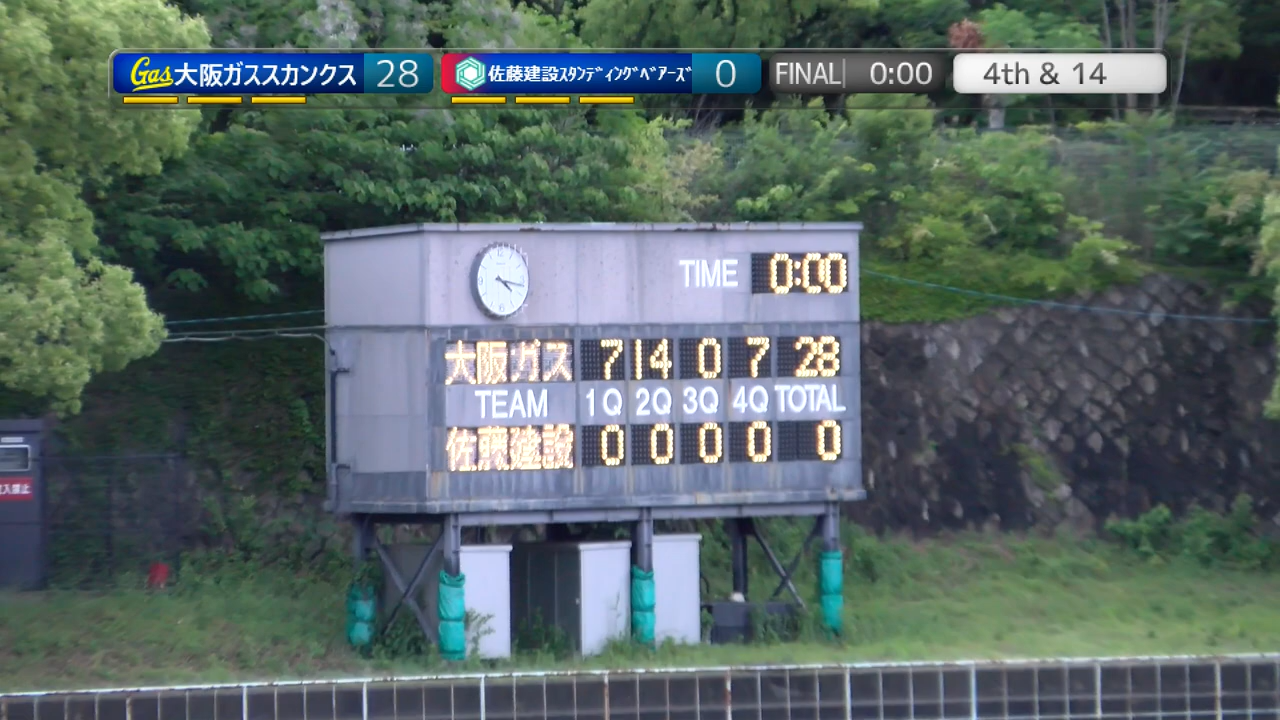 Gas大阪ガススカンクス 28 佐藤建設スタンディングベアーズ 0 FINAL 0:00 4th & 14
TIME 0:00
大阪ガス 7 14 0 7 28
TEAM 1Q 2Q 3Q 4Q TOTAL
佐藤建設 0 0 0 0 0